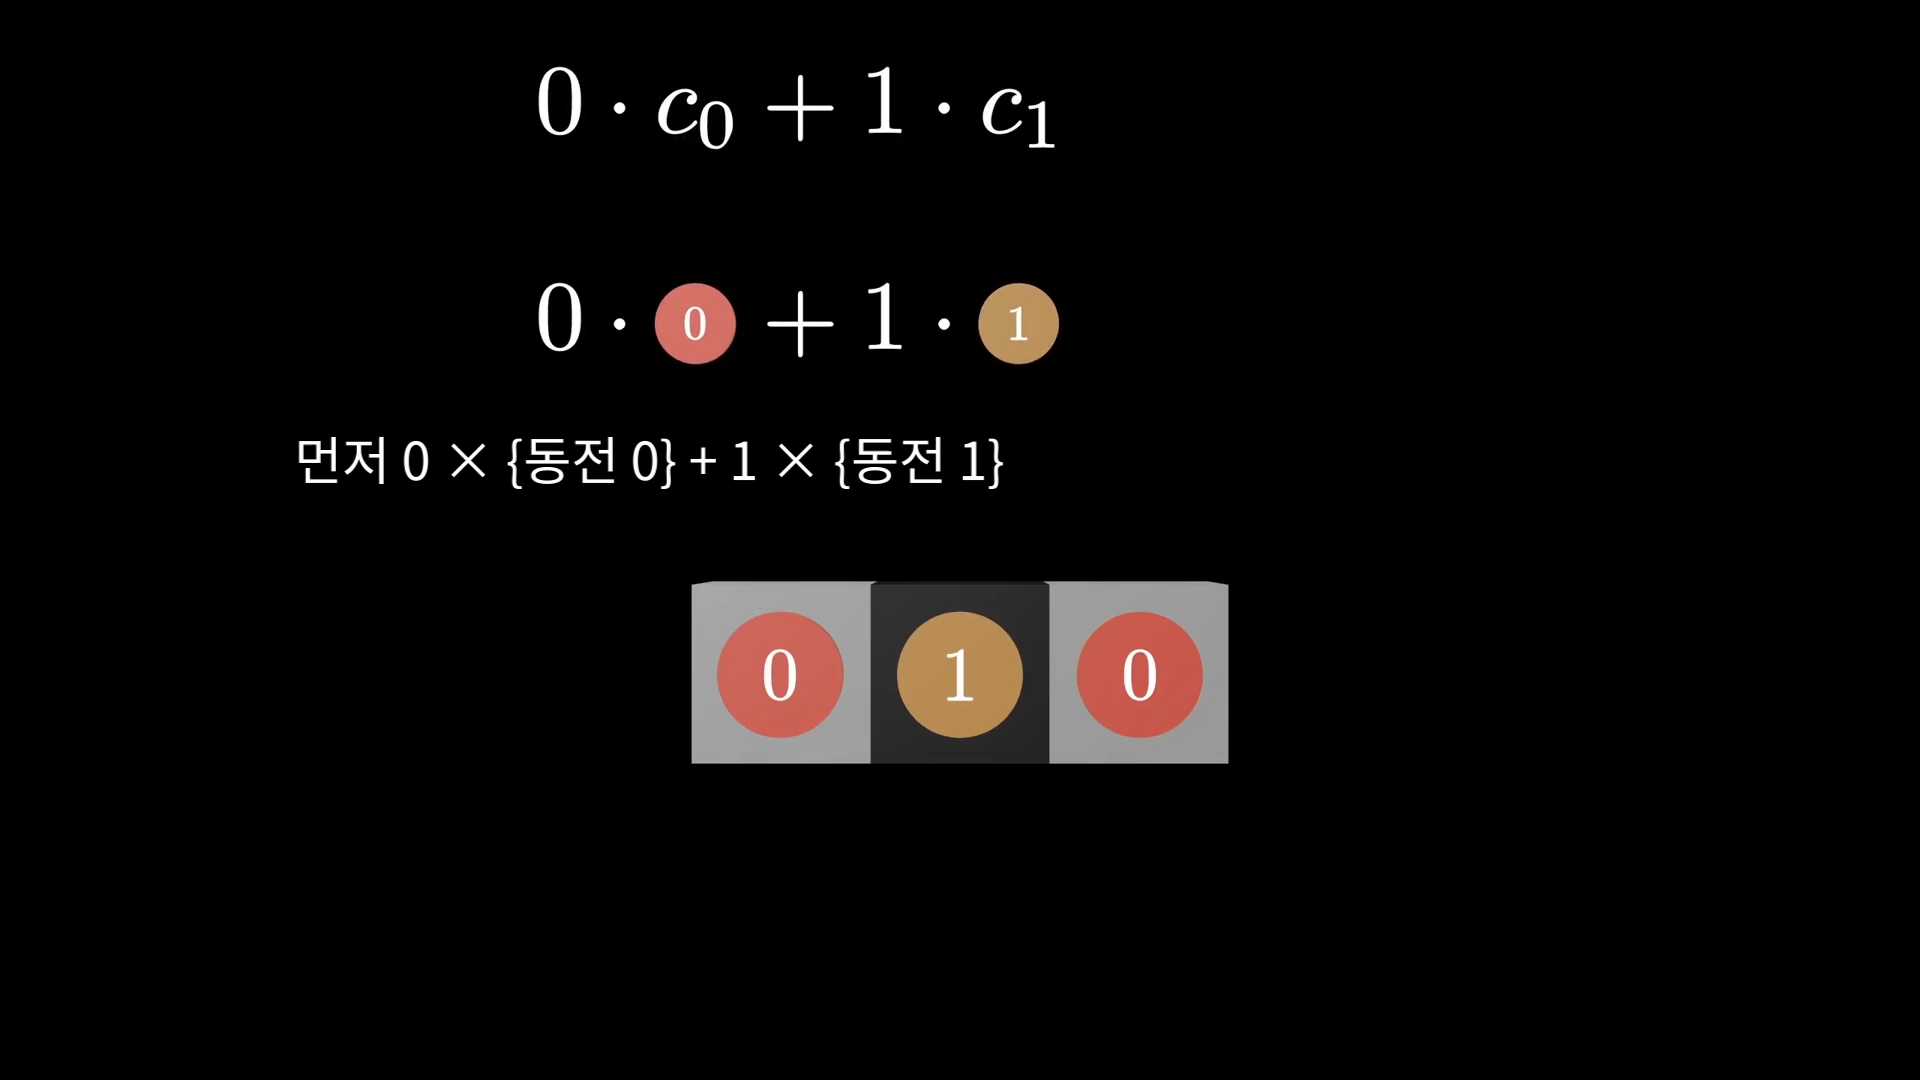 0 · c₀ + 1 · c₁
0 · 0 + 1 · 1
먼저 0 × {동전 0} + 1 × {동전 1}
0 1 0